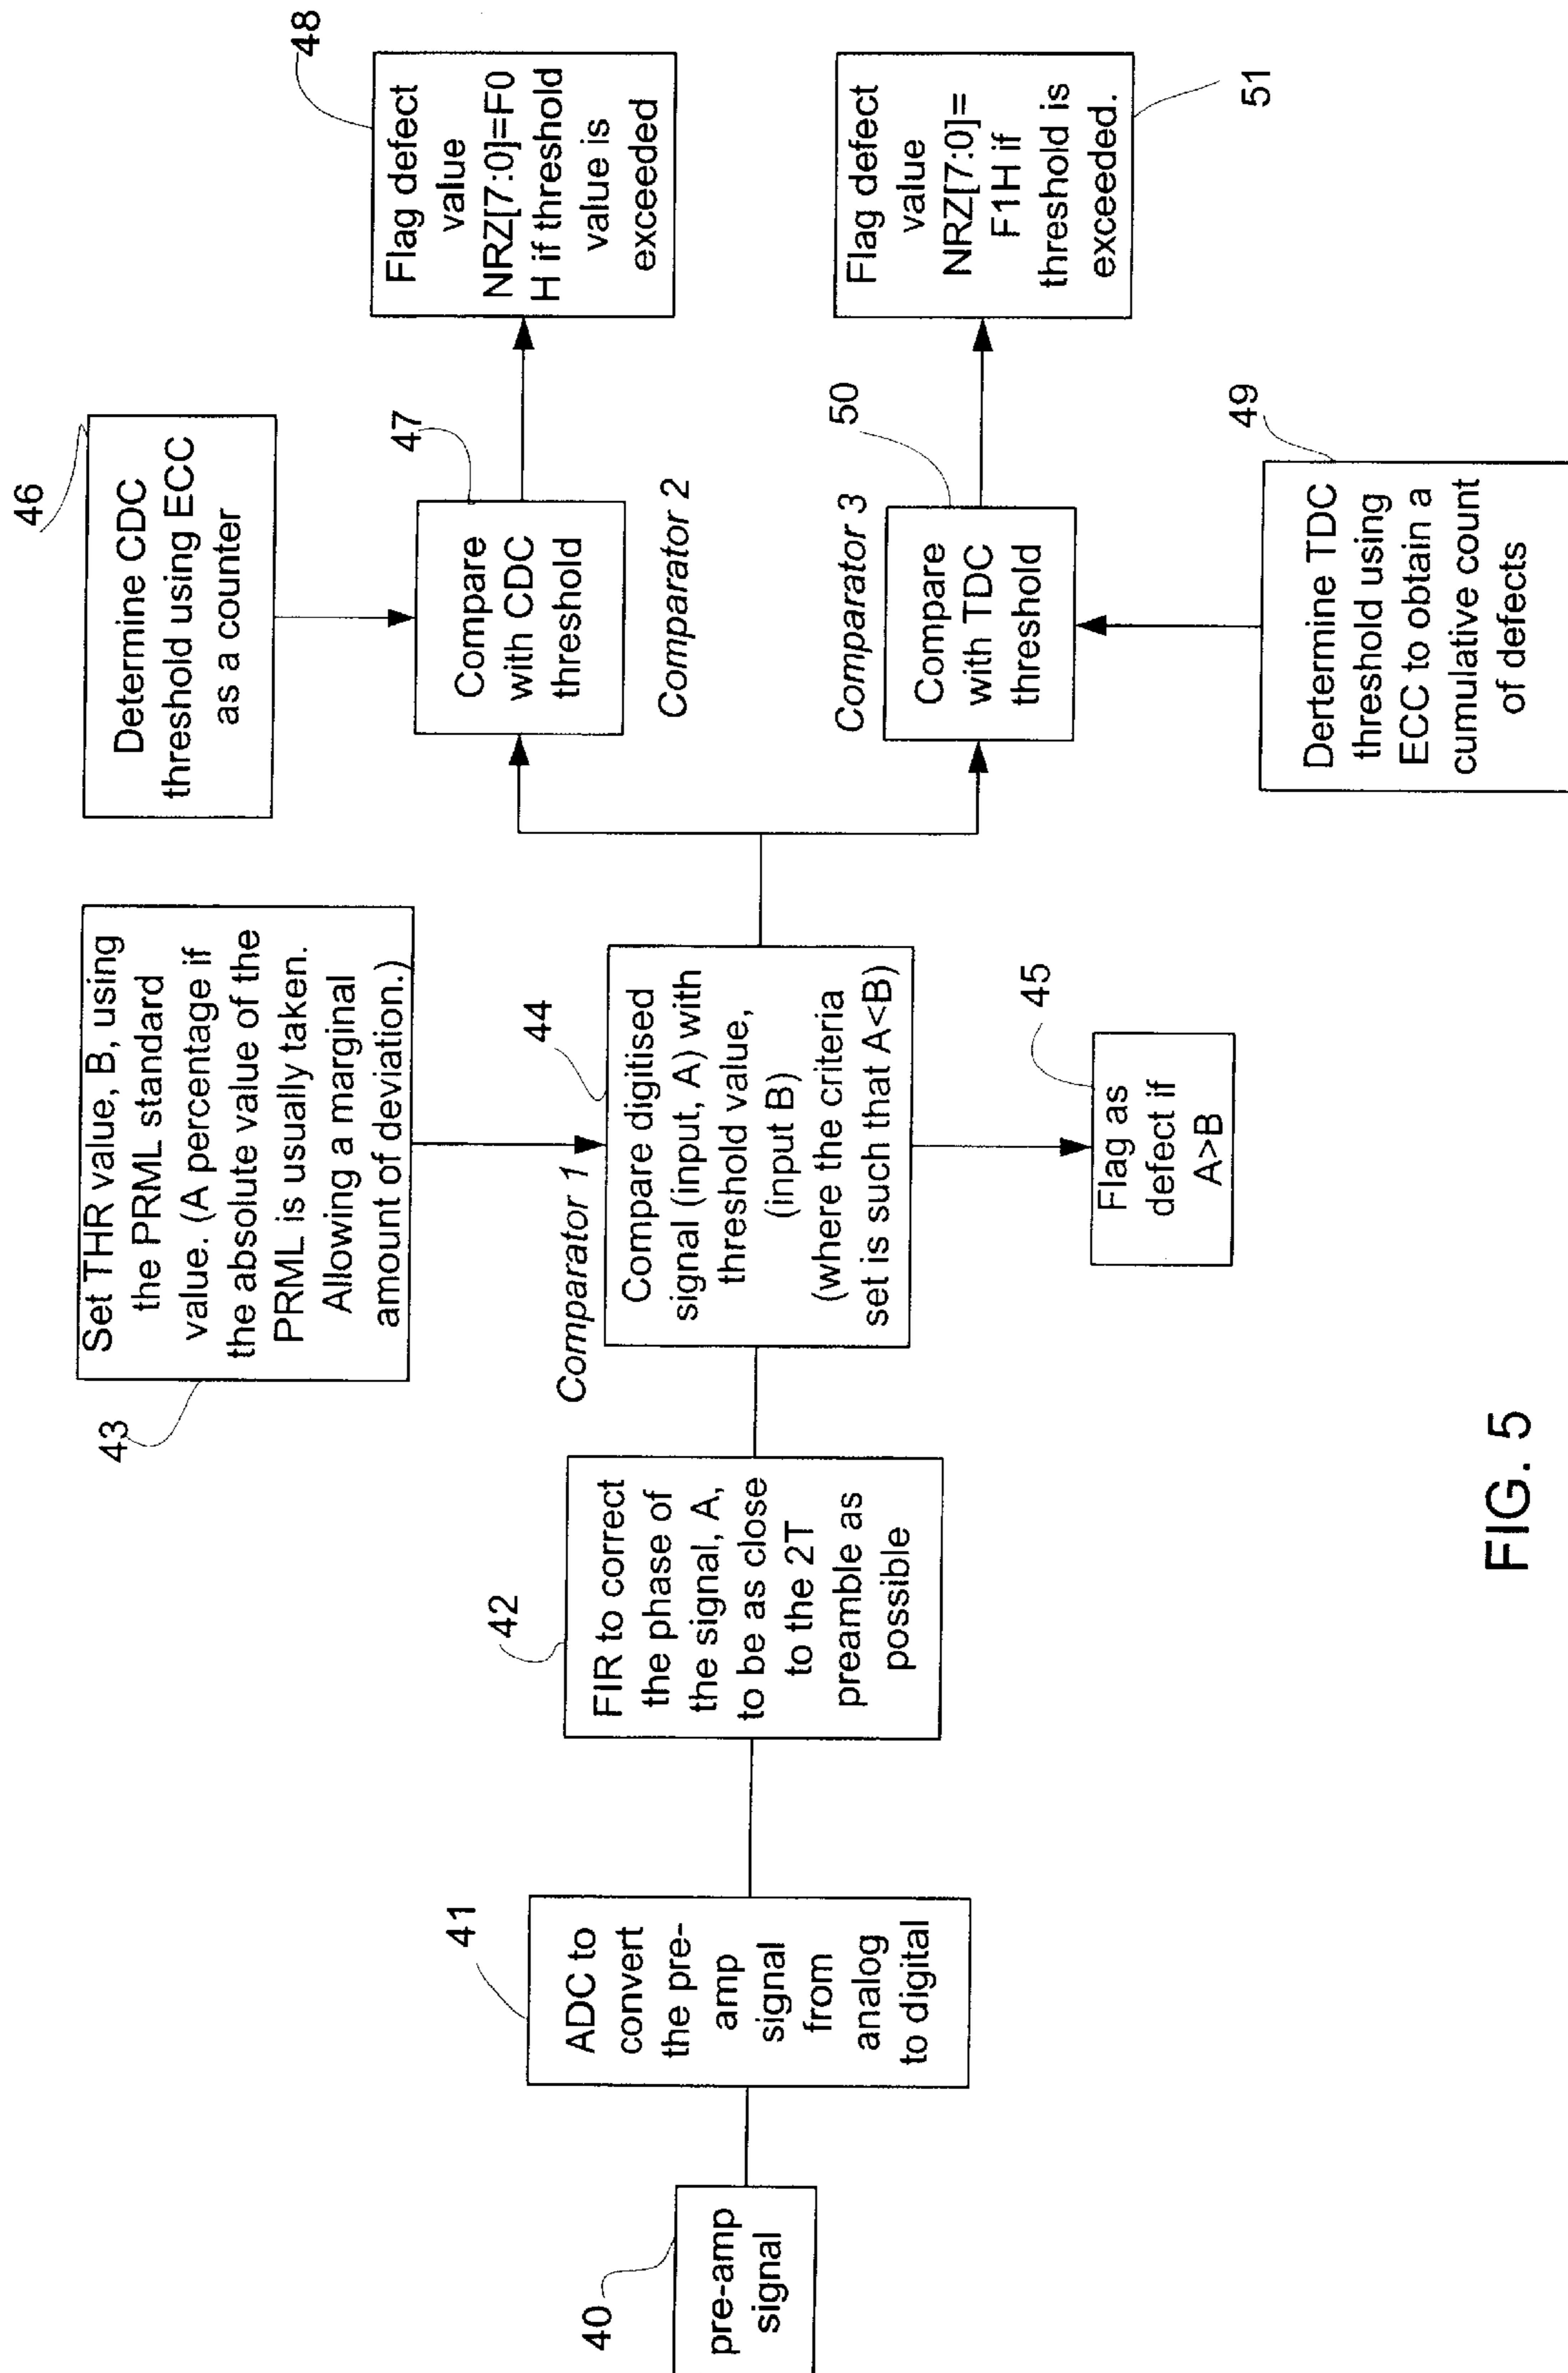 40
pre-amp
signal
41
ADC to
convert
the pre-
amp
signal
from
analog
to digital
42
FIR to correct
the phase of
the signal, A,
to be as close
to the 2T
preamble as
possible
43
Set THR value, B, using
the PRML standard
value. (A percentage if
the absolute value of the
PRML is usually taken.
Allowing a marginal
amount of deviation.)
Comparator 1
44
Compare digitised
signal (input, A) with
threshold value,
(input B)
(where the criteria
set is such that A<B)
45
Flag as
defect if
A>B
46
Determine CDC
threshold using ECC
as a counter
47
Compare
with CDC
threshold
Comparator 2
48
Flag defect
value
NRZ[7:0]=F0
H if threshold
value is
exceeded
Comparator 3
50
Compare
with TDC
threshold
49
Dertermine TDC
threshold using
ECC to obtain a
cumulative count
of defects
Flag defect
value
NRZ[7:0]=
F1H if
threshold is
exceeded.
51
FIG. 5